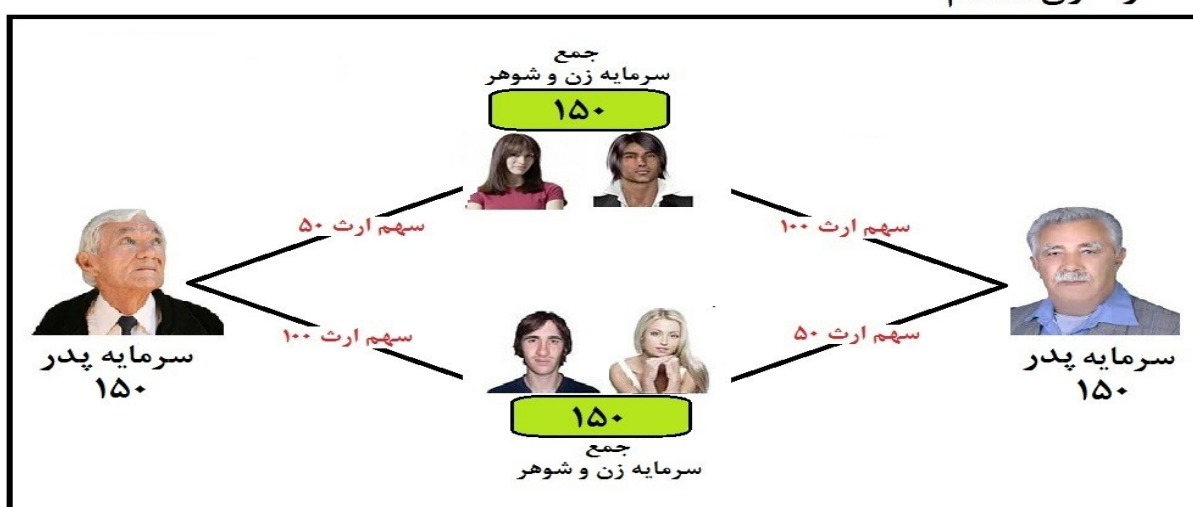 جمع
سرمایه زن و شوهر
۱۵۰
سهم ارث ۱۰۰
سهم ارث ۵۰
سرمایه پدر
۱۵۰
سهم ارث ۵۰
سهم ارث ۱۰۰
سرمایه پدر
۱۵۰
۱۵۰
جمع
سرمایه زن و شوهر